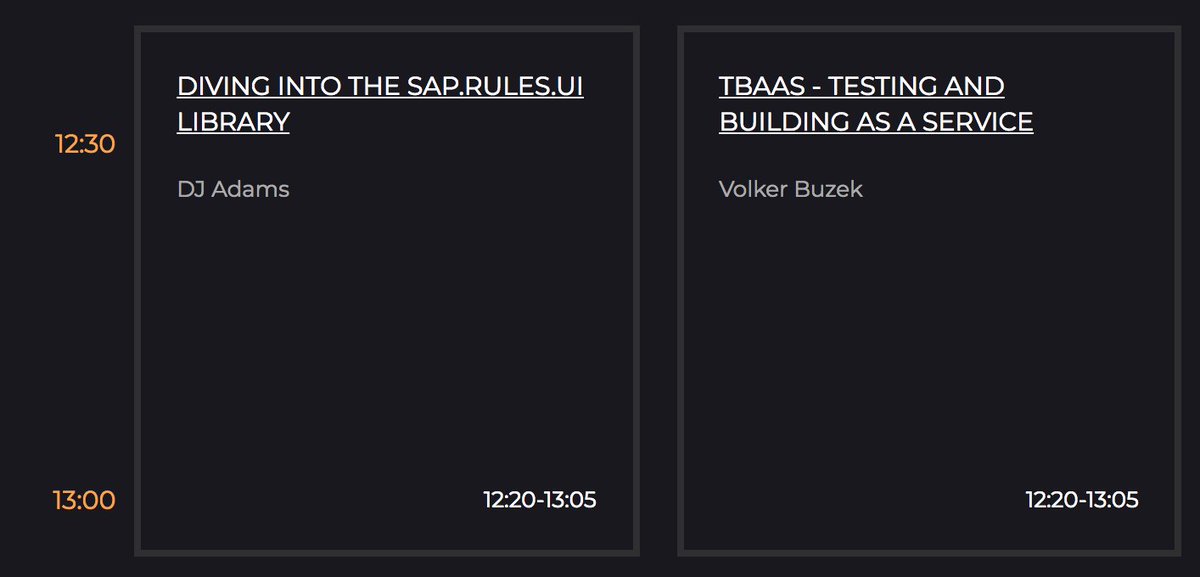 12:30
13:00
DIVING INTO THE SAP.RULES.UI
LIBRARY
DJ Adams
12:20-13:05
TBAAS - TESTING AND
BUILDING AS A SERVICE
Volker Buzek
12:20-13:05